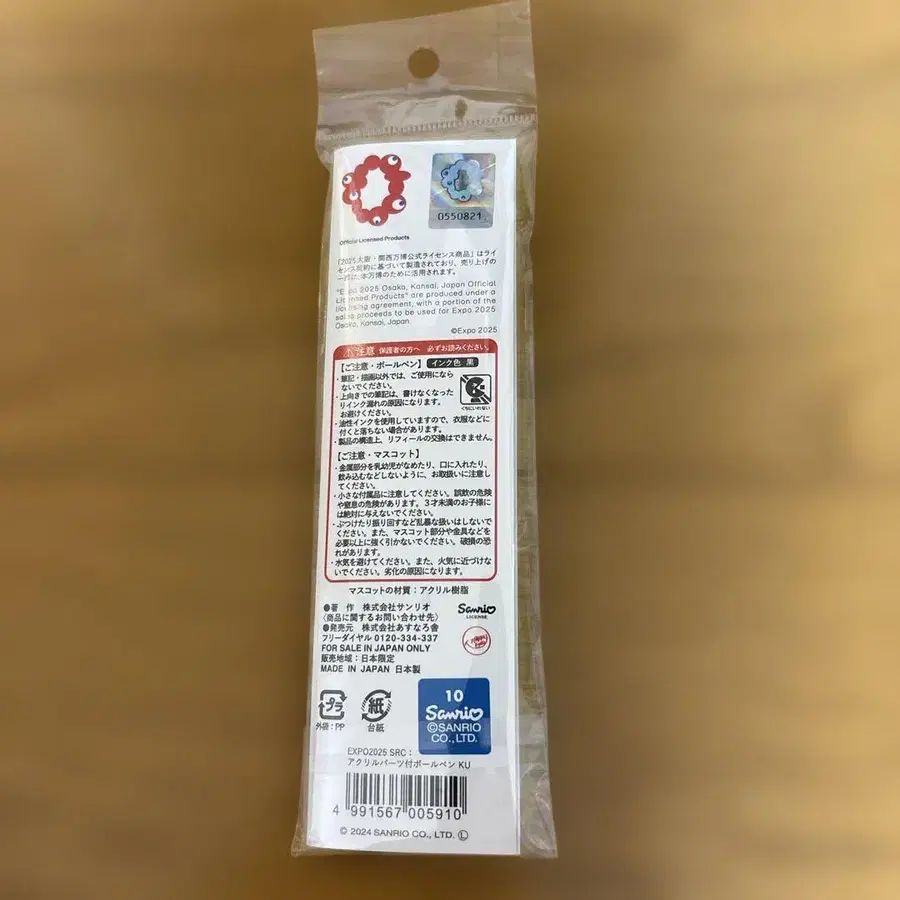 0550821
Official Licensed Products
「2025大阪・関西万博公式ライセンス商品」はライ
センス契約に基づいて製造されており、売り上げの
一部は、本万博のために活用されます。
"Expo 2025 Osaka, Kansai, Japan Official
Licensed Products" are produced under a
licensing agreement, with a portion of the
sales proceeds to be used for Expo 2025
Osaka, Kansai, Japan.
©Expo 2025
注意 保護者の方へ 必ずお読みください。
【ご注意・ボールペン】 インク色 黒
・筆記・描画以外では、ご使用になら
ないでください。
・上向きでの筆記は、書けなくなった
りインク漏れの原因になります。
お避けください。
くちにいれない
・油性インクを使用していますので、衣服などに
付くと落ちない場合があります。
・製品の構造上、リフィールの交換はできません。
【ご注意・マスコット】
・金属部分を乳幼児がなめたり、口に入れたり、
飲み込むなどしないように、お取扱いに注意し
てください。
・小さな付属品に注意してください。誤飲の危険
や窒息の危険があります。3才未満のお子様に
は絶対に与えないでください。
・ぶつけたり振り回すなど乱暴な扱いはしないで
ください。また、マスコット部分や金具などを
必要以上に強く引かないでください。破損の恐
れがあります。
・水気を避けてください。また、火気に近づけな
いでください。劣化の原因になります。
マスコットの材質：アクリル樹脂
●著 作 株式会社サンリオ
〈商品に関するお問い合わせ先〉
●発売元 株式会社あすなろ舎
フリーダイヤル 0120-334-337
FOR SALE IN JAPAN ONLY
販売地域：日本限定
MADE IN JAPAN 日本製
Sanrio
LICENSE
プラ
外袋：PP
紙
台紙
10
Sanrio
©SANRIO
CO.,LTD.
EXPO2025 SRC：
アクリルパーツ付ボールペン KU
4 991567 005910
© 2024 SANRIO CO., LTD. Ⓛ